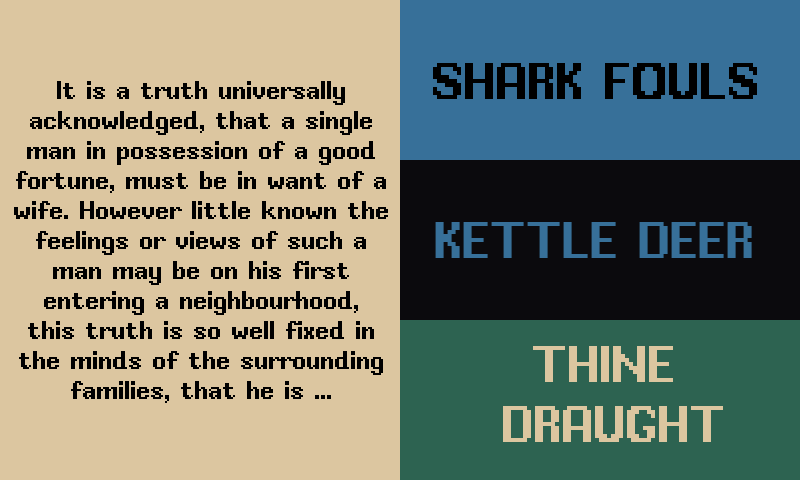 It is a truth universally
acknowledged, that a single
man in possession of a good
fortune, must be in want of a
wife. However little known the
feelings or views of such a
man may be on his first
entering a neighbourhood,
this truth is so well fixed in
the minds of the surrounding
families, that he is ...
SHARK FOULS
KETTLE DEER
THINE
DRAUGHT